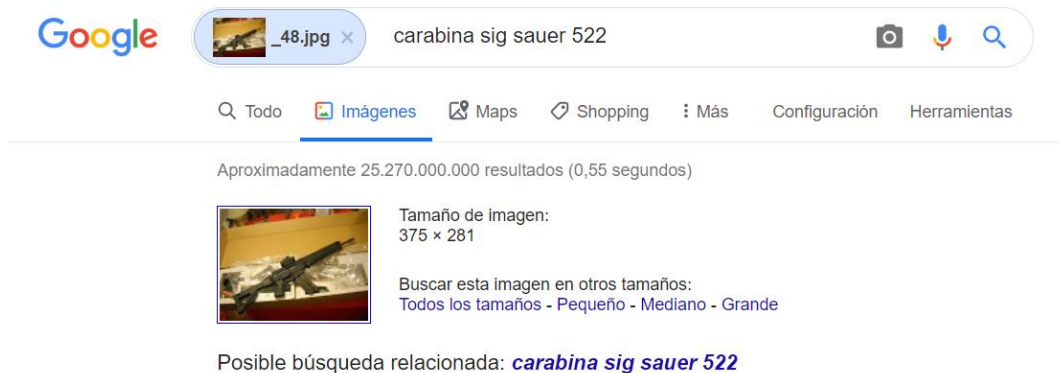 Google
_48.jpg × carabina sig sauer 522
Todo Imágenes Maps Shopping Más Configuración Herramientas
Aproximadamente 25.270.000.000 resultados (0,55 segundos)
Tamaño de imagen:
375 × 281
Buscar esta imagen en otros tamaños:
Todos los tamaños - Pequeño - Mediano - Grande
Posible búsqueda relacionada: carabina sig sauer 522